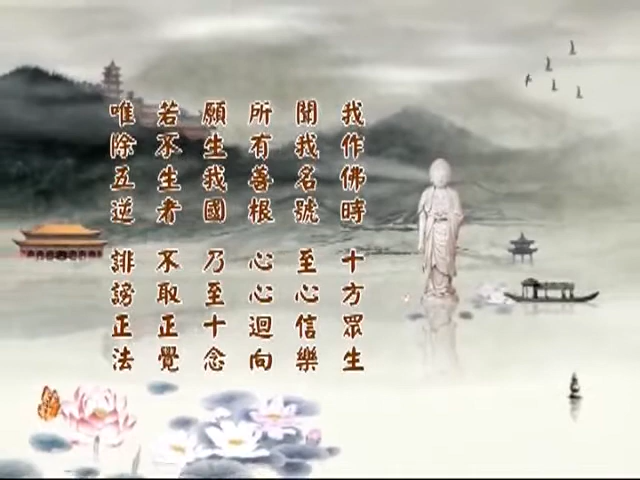 我作佛時 十方眾生
聞我名號 至心信樂
所有善根 心心迴向
願生我國 乃至十念
若不生者 不取正覺
唯除五逆 誹謗正法